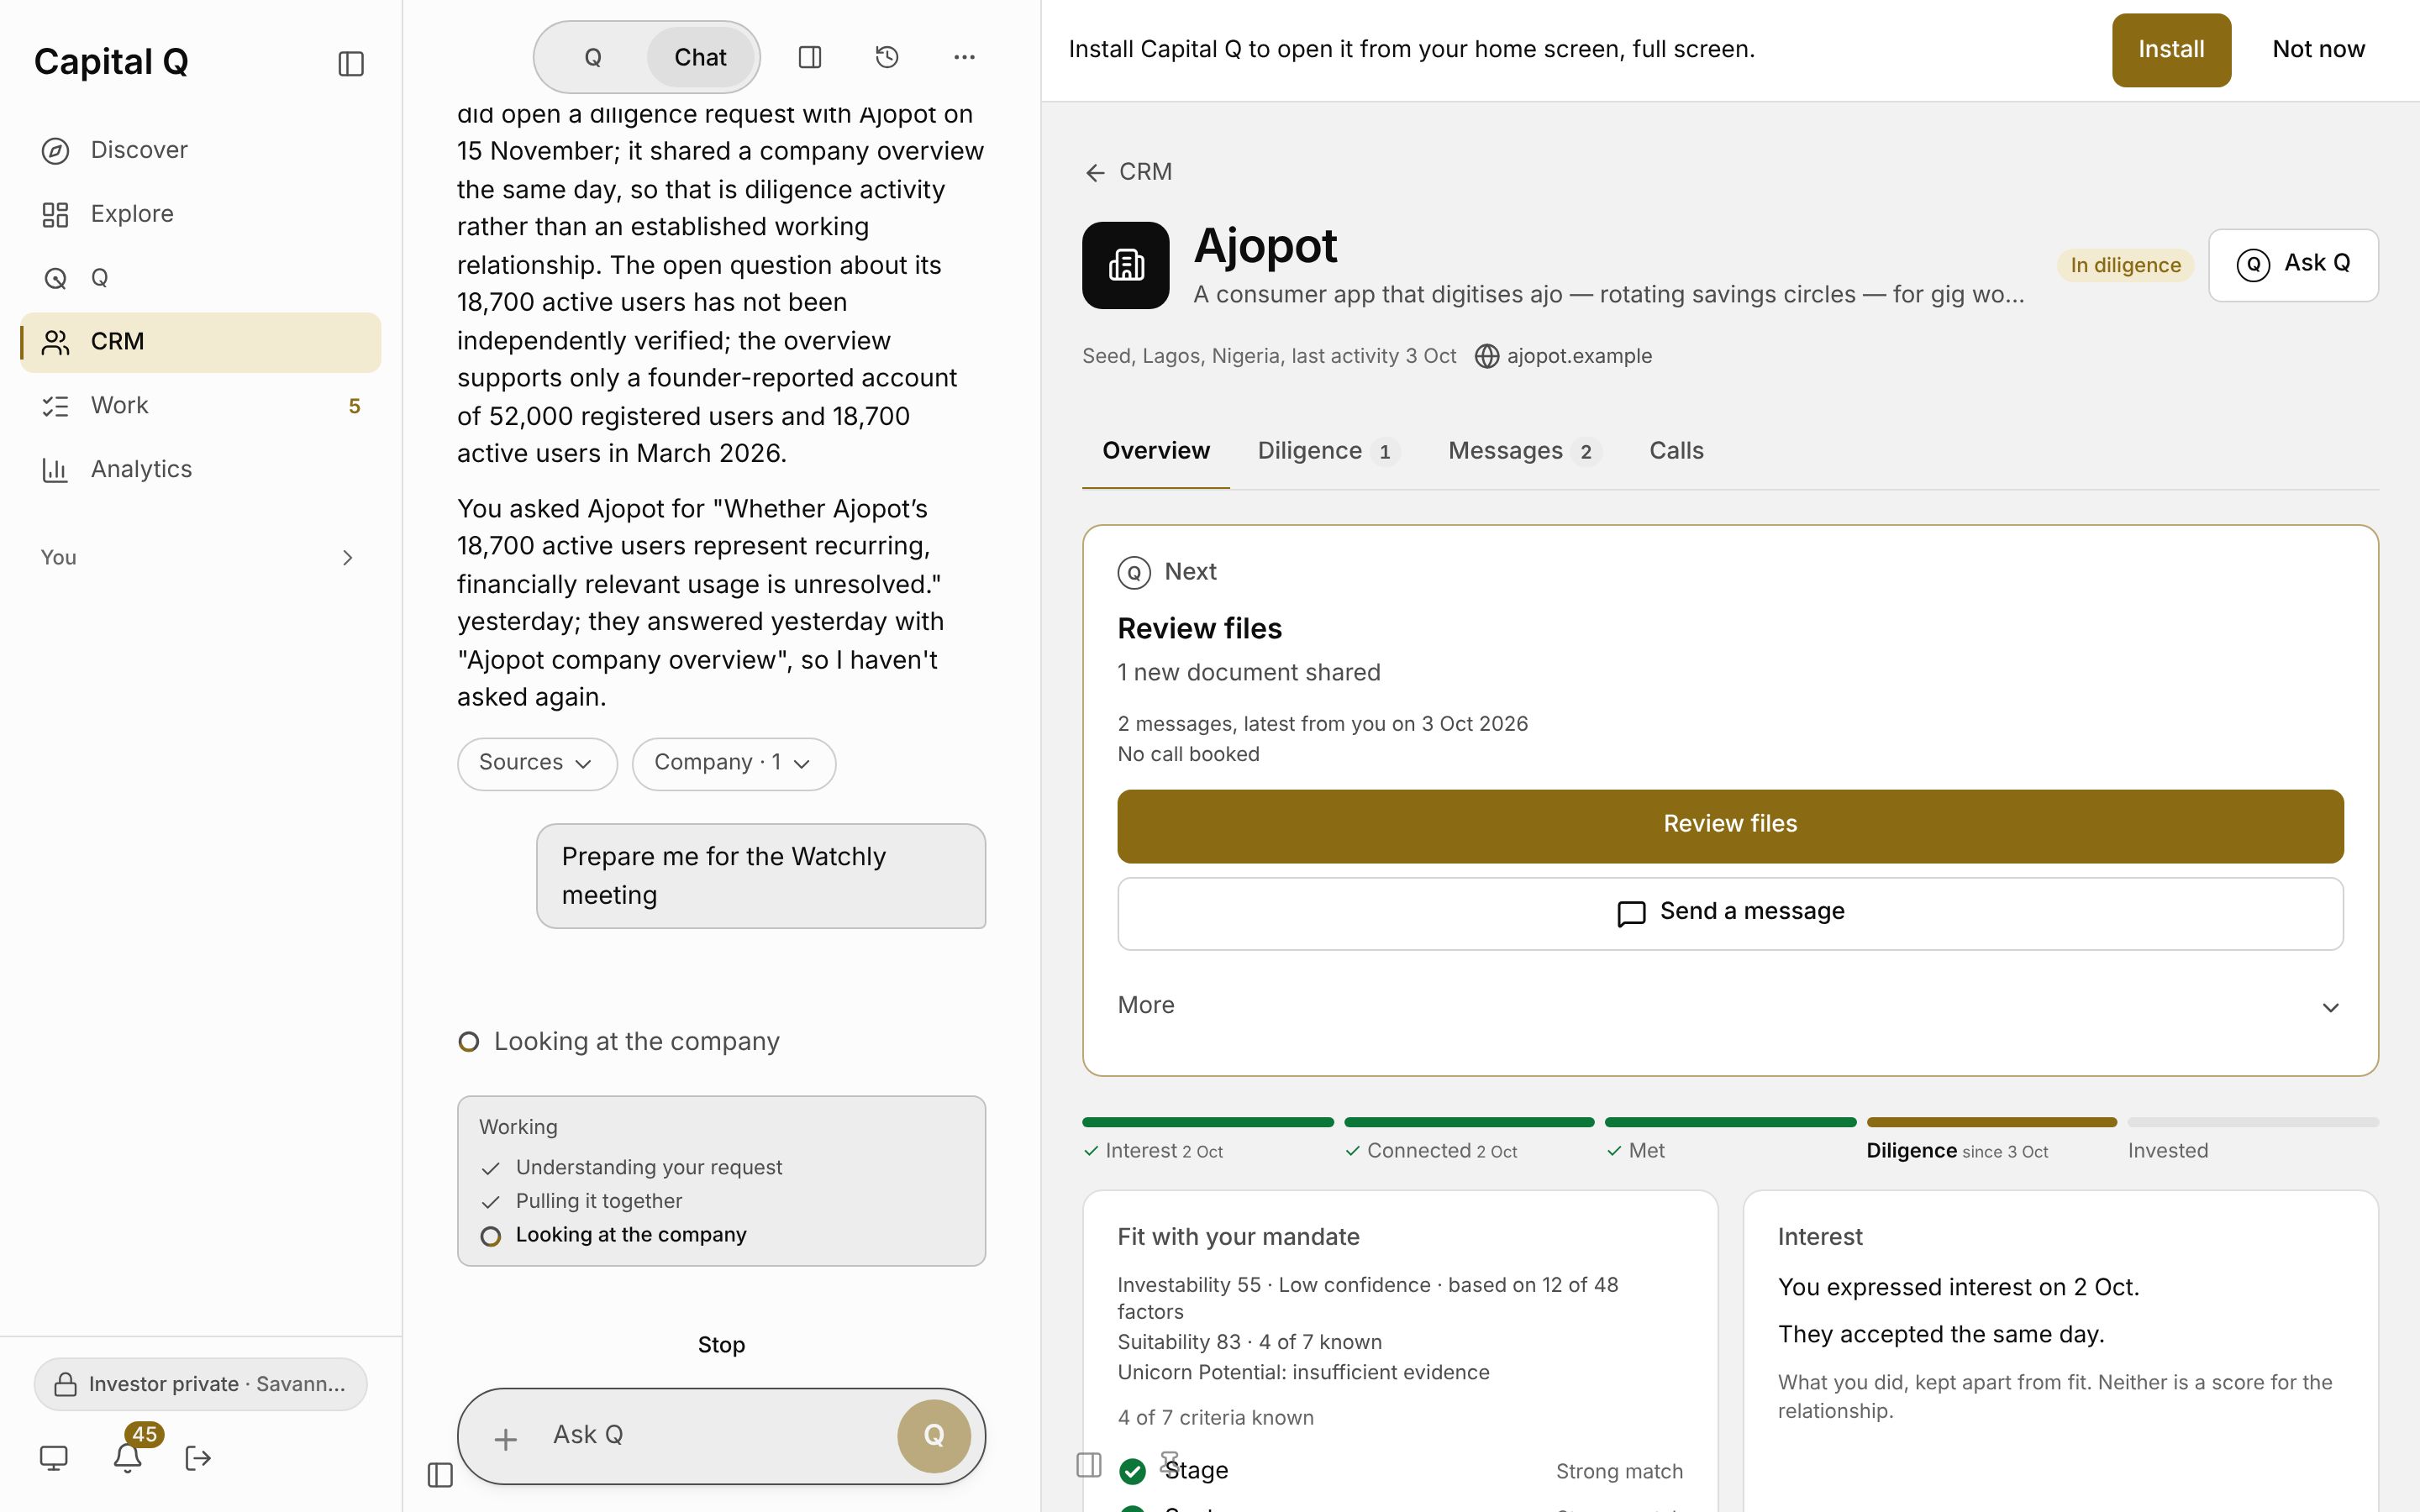 Capital Q
Discover
Explore
Q
CRM
Work 5
Analytics
You
Investor private · Savann...
45
Q Chat
did open a diligence request with Ajopot on
15 November; it shared a company overview
the same day, so that is diligence activity
rather than an established working
relationship. The open question about its
18,700 active users has not been
independently verified; the overview
supports only a founder-reported account
of 52,000 registered users and 18,700
active users in March 2026.
You asked Ajopot for "Whether Ajopot’s
18,700 active users represent recurring,
financially relevant usage is unresolved."
yesterday; they answered yesterday with
"Ajopot company overview", so I haven't
asked again.
Sources
Company · 1
Prepare me for the Watchly
meeting
Looking at the company
Working
Understanding your request
Pulling it together
Looking at the company
Stop
Ask Q
Q
Install Capital Q to open it from your home screen, full screen.
Install
Not now
CRM
Ajopot
A consumer app that digitises ajo — rotating savings circles — for gig wo...
In diligence
Q Ask Q
Seed, Lagos, Nigeria, last activity 3 Oct
ajopot.example
Overview
Diligence 1
Messages 2
Calls
Q Next
Review files
1 new document shared
2 messages, latest from you on 3 Oct 2026
No call booked
Review files
Send a message
More
Interest 2 Oct
Connected 2 Oct
Met
Diligence since 3 Oct
Invested
Fit with your mandate
Investability 55 · Low confidence · based on 12 of 48
factors
Suitability 83 · 4 of 7 known
Unicorn Potential: insufficient evidence
4 of 7 criteria known
Stage Strong match
Interest
You expressed interest on 2 Oct.
They accepted the same day.
What you did, kept apart from fit. Neither is a score for the
relationship.